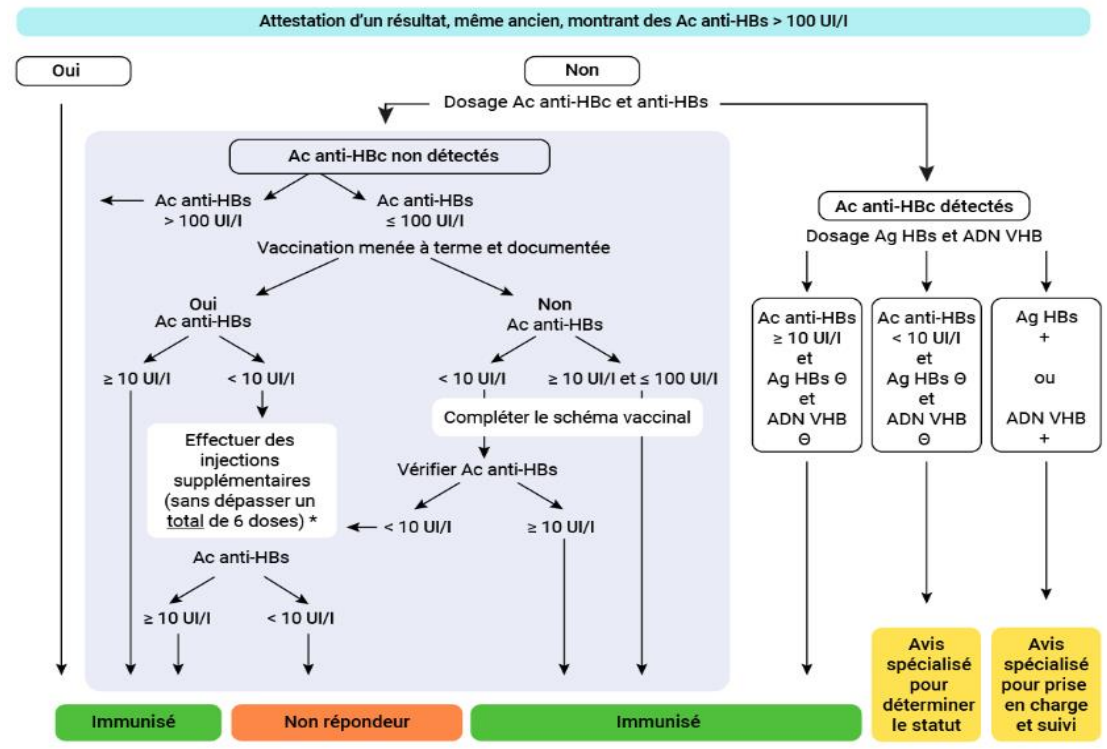 Attestation d'un résultat, même ancien, montrant des Ac anti-HBs > 100 UI/l
Oui
Non
Dosage Ac anti-HBc et anti-HBs
Ac anti-HBc non détectés
Ac anti-HBs
> 100 UI/l
Ac anti-HBs
≤ 100 UI/l
Vaccination menée à terme et documentée
Oui
Ac anti-HBs
Non
Ac anti-HBs
≥ 10 UI/l
< 10 UI/l
< 10 UI/l
≥ 10 UI/l et ≤ 100 UI/l
Effectuer des
injections
supplémentaires
(sans dépasser un
total de 6 doses) *
Compléter le schéma vaccinal
Vérifier Ac anti-HBs
< 10 UI/l
≥ 10 UI/l
Ac anti-HBs
≥ 10 UI/l
< 10 UI/l
Ac anti-HBc détectés
Dosage Ag HBs et ADN VHB
Ac anti-HBs
≥ 10 UI/l
et
Ag HBs Θ
et
ADN VHB
Θ
Ac anti-HBs
< 10 UI/l
et
Ag HBs Θ
et
ADN VHB
Θ
Ag HBs
+
ou
ADN VHB
+
Immunisé
Non répondeur
Immunisé
Avis
spécialisé
pour
déterminer
le statut
Avis
spécialisé
pour prise
en charge
et suivi